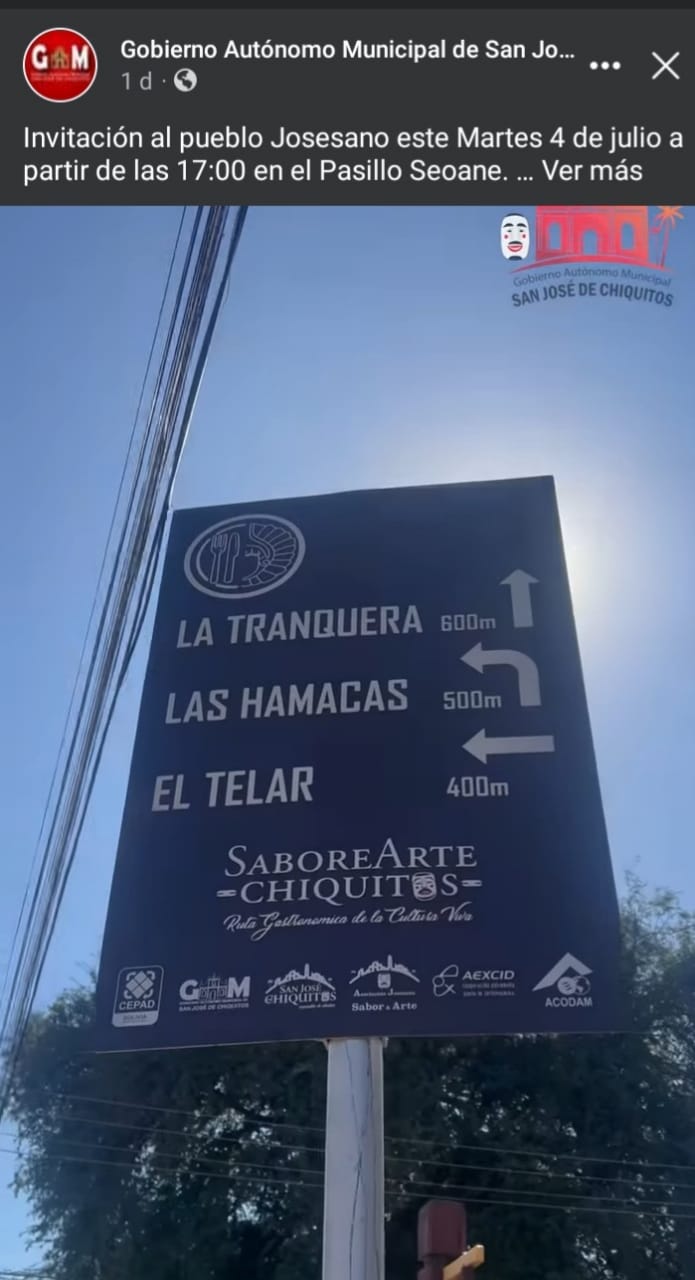 GAM
Gobierno Autónomo Municipal de San Jo...
1 d
Invitación al pueblo Josesano este Martes 4 de julio a
partir de las 17:00 en el Pasillo Seoane. ... Ver más
Gobierno Autónomo Municipal
SAN JOSÉ DE CHIQUITOS
LA TRANQUERA 600m
LAS HAMACAS 500m
EL TELAR 400m
SABOREARTE
CHIQUITOS
Ruta Gastronomica de la Cultura Viva
CEPAD
GAM
SAN JOSÉ DE CHIQUITOS
SAN JOSÉ
CHIQUITOS
Sabor & Arte
AEXCID
ACODAM